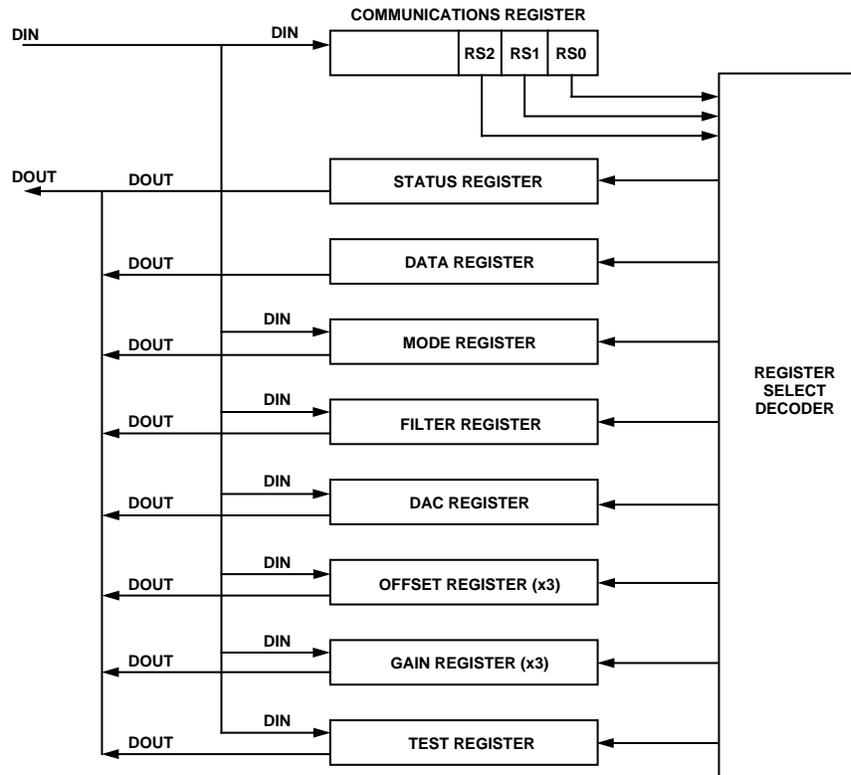 COMMUNICATIONS REGISTER
DIN
DIN
RS2 RS1 RS0
DOUT
DOUT
STATUS REGISTER
DOUT
DATA REGISTER
DIN
DOUT
MODE REGISTER
REGISTER
SELECT
DECODER
DIN
DOUT
FILTER REGISTER
DIN
DOUT
DAC REGISTER
DIN
DOUT
OFFSET REGISTER (x3)
DIN
DOUT
GAIN REGISTER (x3)
DIN
DOUT
TEST REGISTER